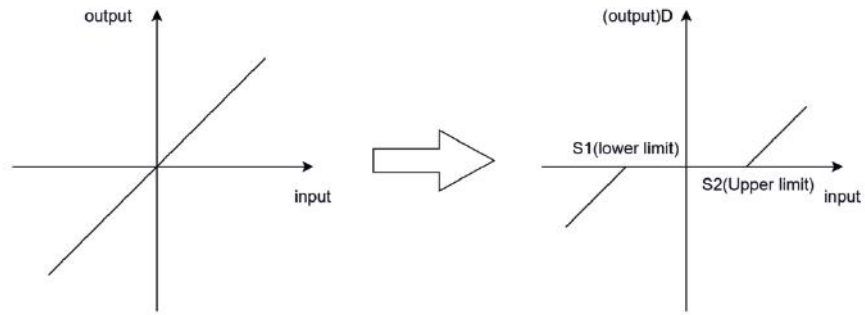 output
(output)D
S1(lower limit)
input
S2(Upper limit)
input